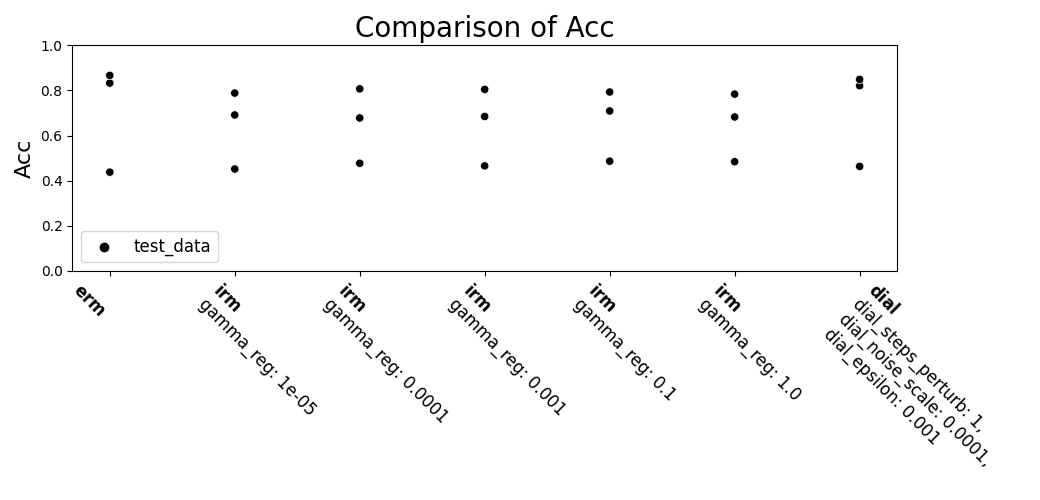 Comparison of Acc
Acc
1.0
0.8
0.6
0.4
0.2
0.0
test_data
erm
irm
gamma_reg: 1e-05
irm
gamma_reg: 0.0001
irm
gamma_reg: 0.001
irm
gamma_reg: 0.1
irm
gamma_reg: 1.0
dial
dial_steps_perturb: 1,
dial_noise_scale: 0.0001,
dial_epsilon: 0.001